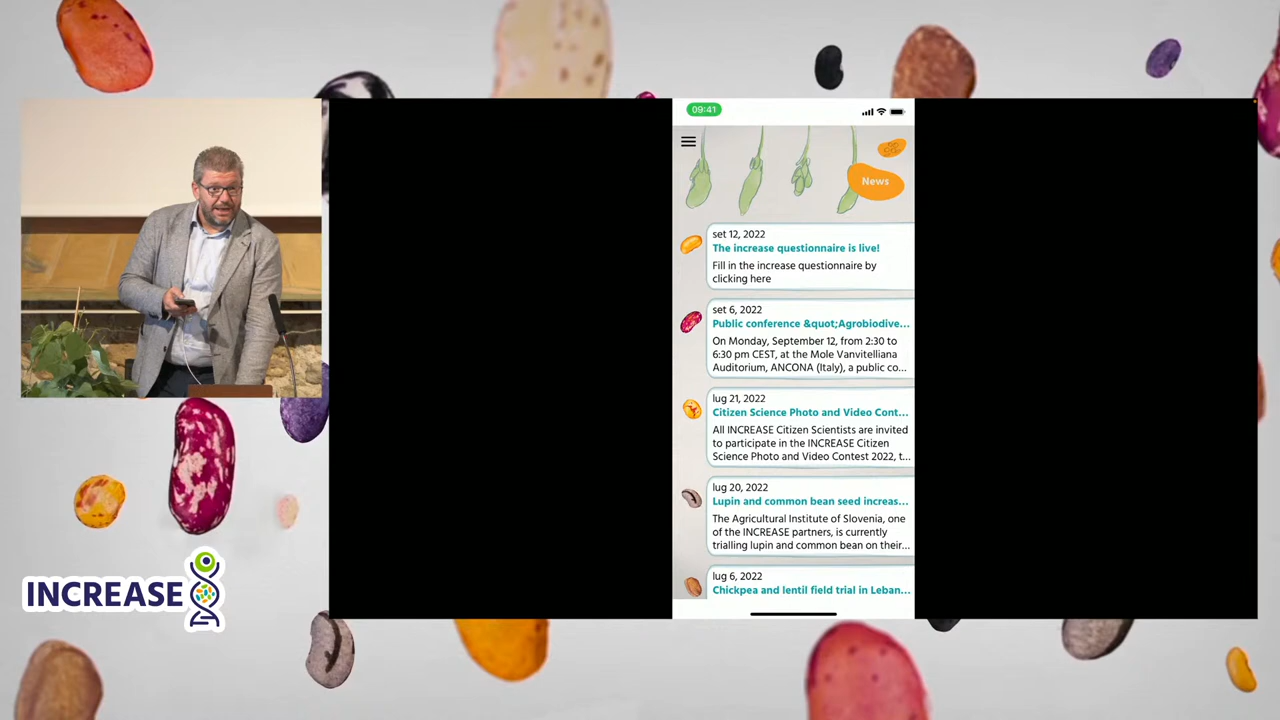 09:41
News
set 12, 2022
The increase questionnaire is live!
Fill in the increase questionnaire by
clicking here
set 6, 2022
Public conference &quot;Agrobiodive...
On Monday, September 12, from 2:30 to
6:30 pm CEST, at the Mole Vanvitelliana
Auditorium, ANCONA (Italy), a public co...
lug 21, 2022
Citizen Science Photo and Video Cont...
All INCREASE Citizen Scientists are invited
to participate in the INCREASE Citizen
Science Photo and Video Contest 2022, t...
lug 20, 2022
Lupin and common bean seed increas...
The Agricultural Institute of Slovenia, one
of the INCREASE partners, is currently
trialling lupin and common bean on their...
lug 6, 2022
Chickpea and lentil field trial in Leban...
INCREASE